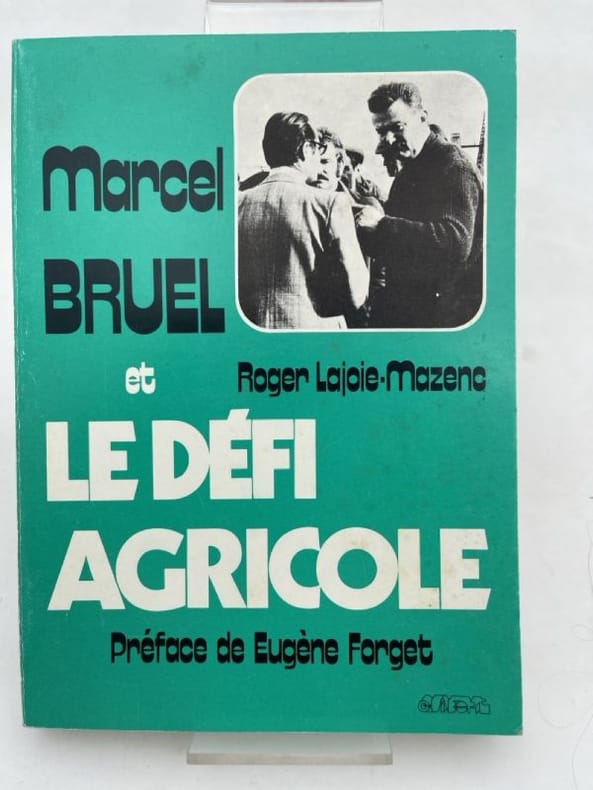 Marcel
BRUEL
et
Roger Lajoie-Mazenc
LE DÉFI
AGRICOLE
Préface de Eugène Forget